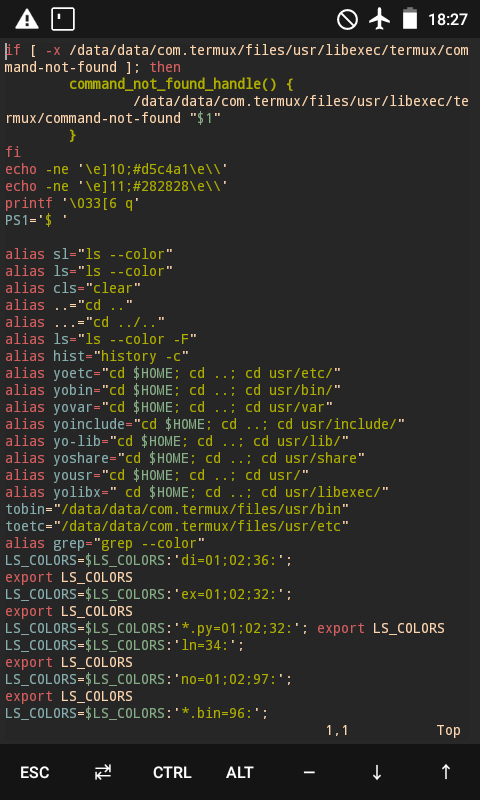 18:27
if [ -x /data/data/com.termux/files/usr/libexec/termux/com
mand-not-found ]; then
        command_not_found_handle() {
                /data/data/com.termux/files/usr/libexec/te
rmux/command-not-found "$1"
        }
fi
echo -ne '\e]10;#d5c4a1\e\\'
echo -ne '\e]11;#282828\e\\'
printf '\033[6 q'
PS1='$ '

alias sl="ls --color"
alias ls="ls --color"
alias cls="clear"
alias ..="cd .."
alias ...="cd ../.."
alias ls="ls --color -F"
alias hist="history -c"
alias yoetc="cd $HOME; cd ..; cd usr/etc/"
alias yobin="cd $HOME; cd ..; cd usr/bin/"
alias yovar="cd $HOME; cd ..; cd usr/var"
alias yoinclude="cd $HOME; cd ..; cd usr/include/"
alias yo-lib="cd $HOME; cd ..; cd usr/lib/"
alias yoshare="cd $HOME; cd ..; cd usr/share"
alias yousr="cd $HOME; cd ..; cd usr/"
alias yolibx=" cd $HOME; cd ..; cd usr/libexec/"
tobin="/data/data/com.termux/files/usr/bin"
toetc="/data/data/com.termux/files/usr/etc"
alias grep="grep --color"
LS_COLORS=$LS_COLORS:'di=01;02;36:';
export LS_COLORS
LS_COLORS=$LS_COLORS:'ex=01;02;32:';
export LS_COLORS
LS_COLORS=$LS_COLORS:'*.py=01;02;32:'; export LS_COLORS
LS_COLORS=$LS_COLORS:'ln=34:';
export LS_COLORS
LS_COLORS=$LS_COLORS:'no=01;02;97:';
export LS_COLORS
LS_COLORS=$LS_COLORS:'*.bin=96:';
1,1 Top
ESC ⇄ CTRL ALT − ↓ ↑